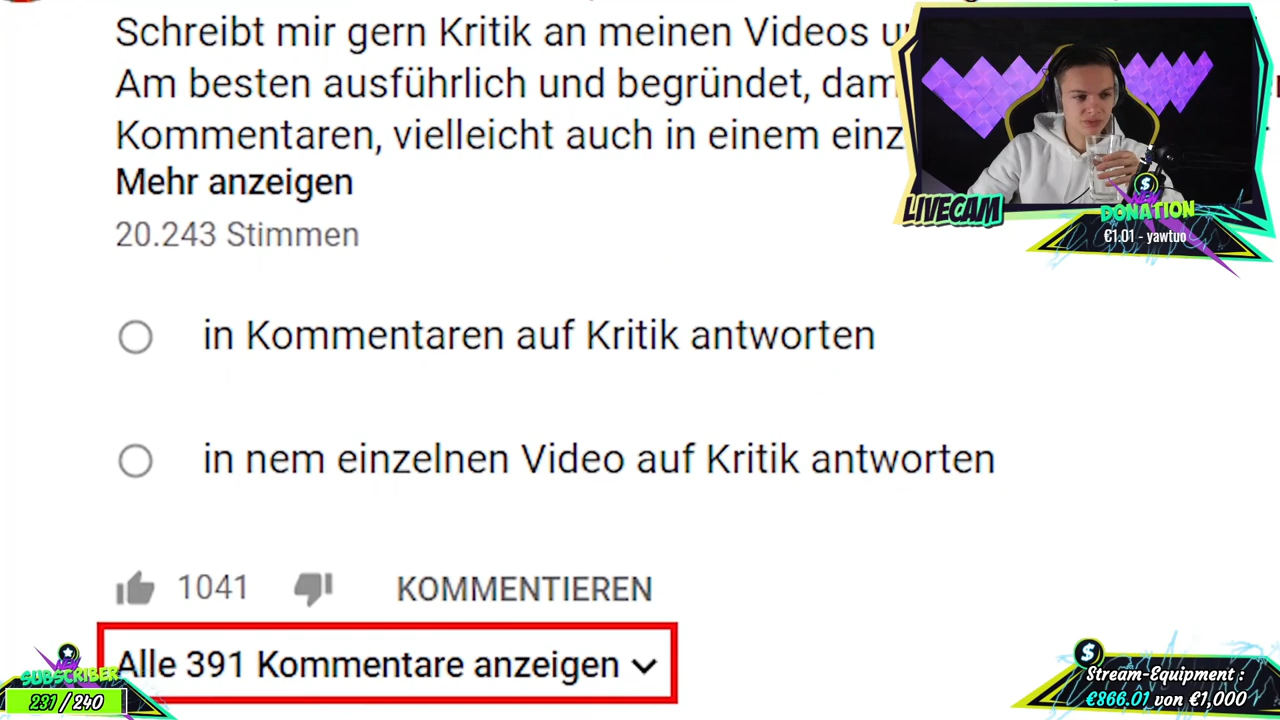 Schreibt mir gern Kritik an meinen Videos
Am besten ausführlich und begründet,
Kommentaren, vielleicht auch in einem
Mehr anzeigen
20.243 Stimmen
in Kommentaren auf Kritik antworten
in nem einzelnen Video auf Kritik antworten
1041 KOMMENTIEREN
Alle 391 Kommentare anzeigen
LIVECAM
$
NEW
DONATION
€1.01 - yawtuo
NEW
SUBSCRIBER
231 / 240
$
Stream-Equipment :
€866.01 von €1,000